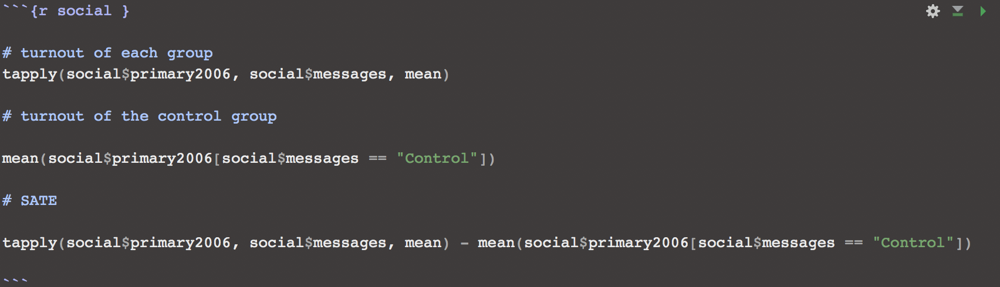 ```{r social }
# turnout of each group
tapply(social$primary2006, social$messages, mean)
# turnout of the control group
mean(social$primary2006[social$messages == "Control"])
# SATE
tapply(social$primary2006, social$messages, mean) - mean(social$primary2006[social$messages == "Control"])
```